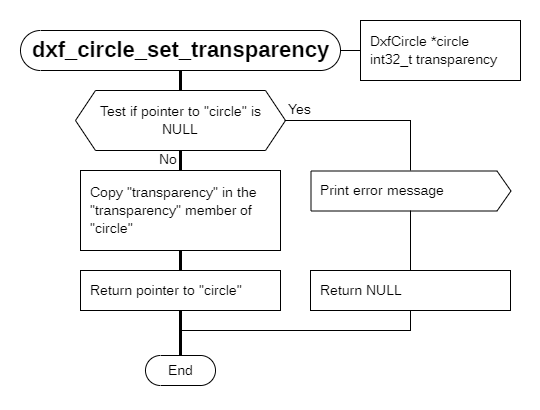 dxf_circle_set_transparency
DxfCircle *circle
int32_t transparency
Test if pointer to "circle" is
NULL
Yes
No
Copy "transparency" in the
"transparency" member of
"circle"
Print error message
Return pointer to "circle"
Return NULL
End